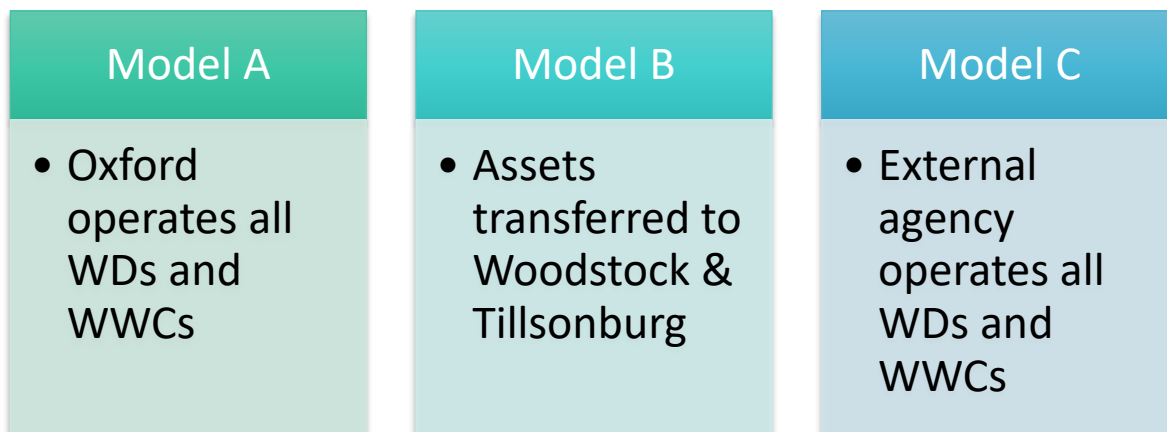 Model A
• Oxford
operates all
WDs and
WWCs
Model B
• Assets
transferred to
Woodstock &
Tillsonburg
Model C
• External
agency
operates all
WDs and
WWCs